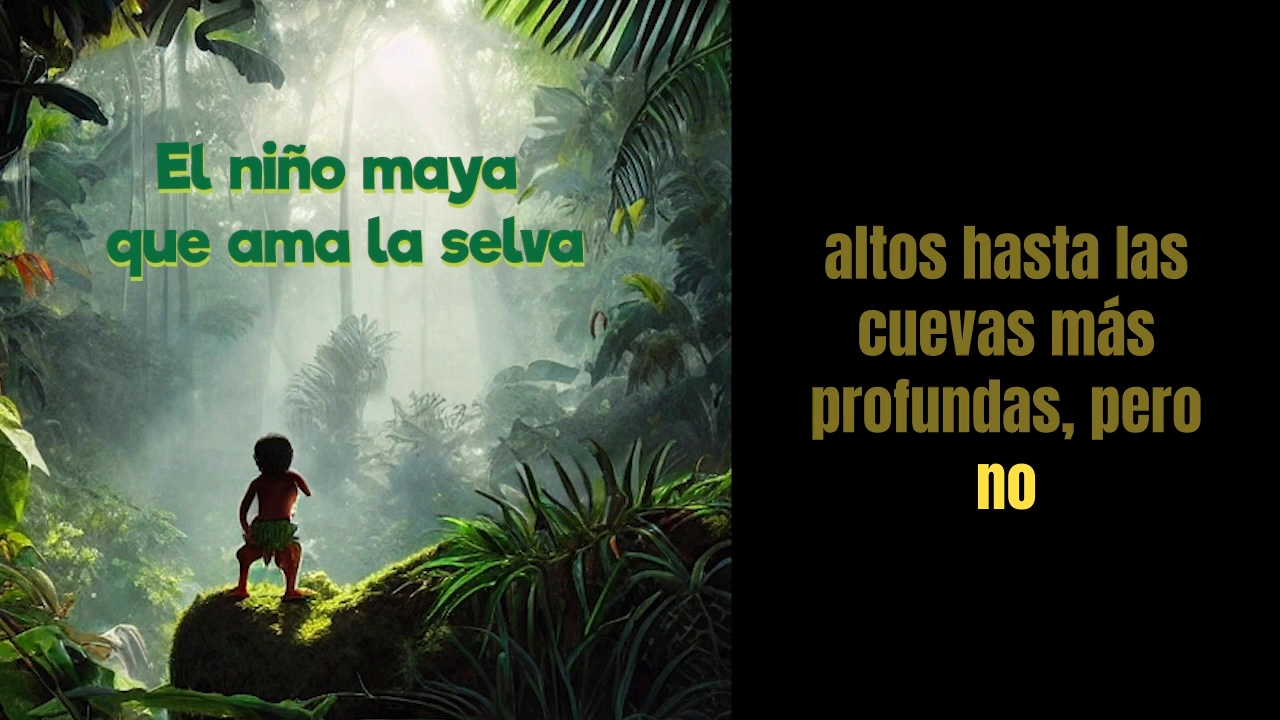 El niño maya
que ama la selva
altos hasta las
cuevas más
profundas, pero
no